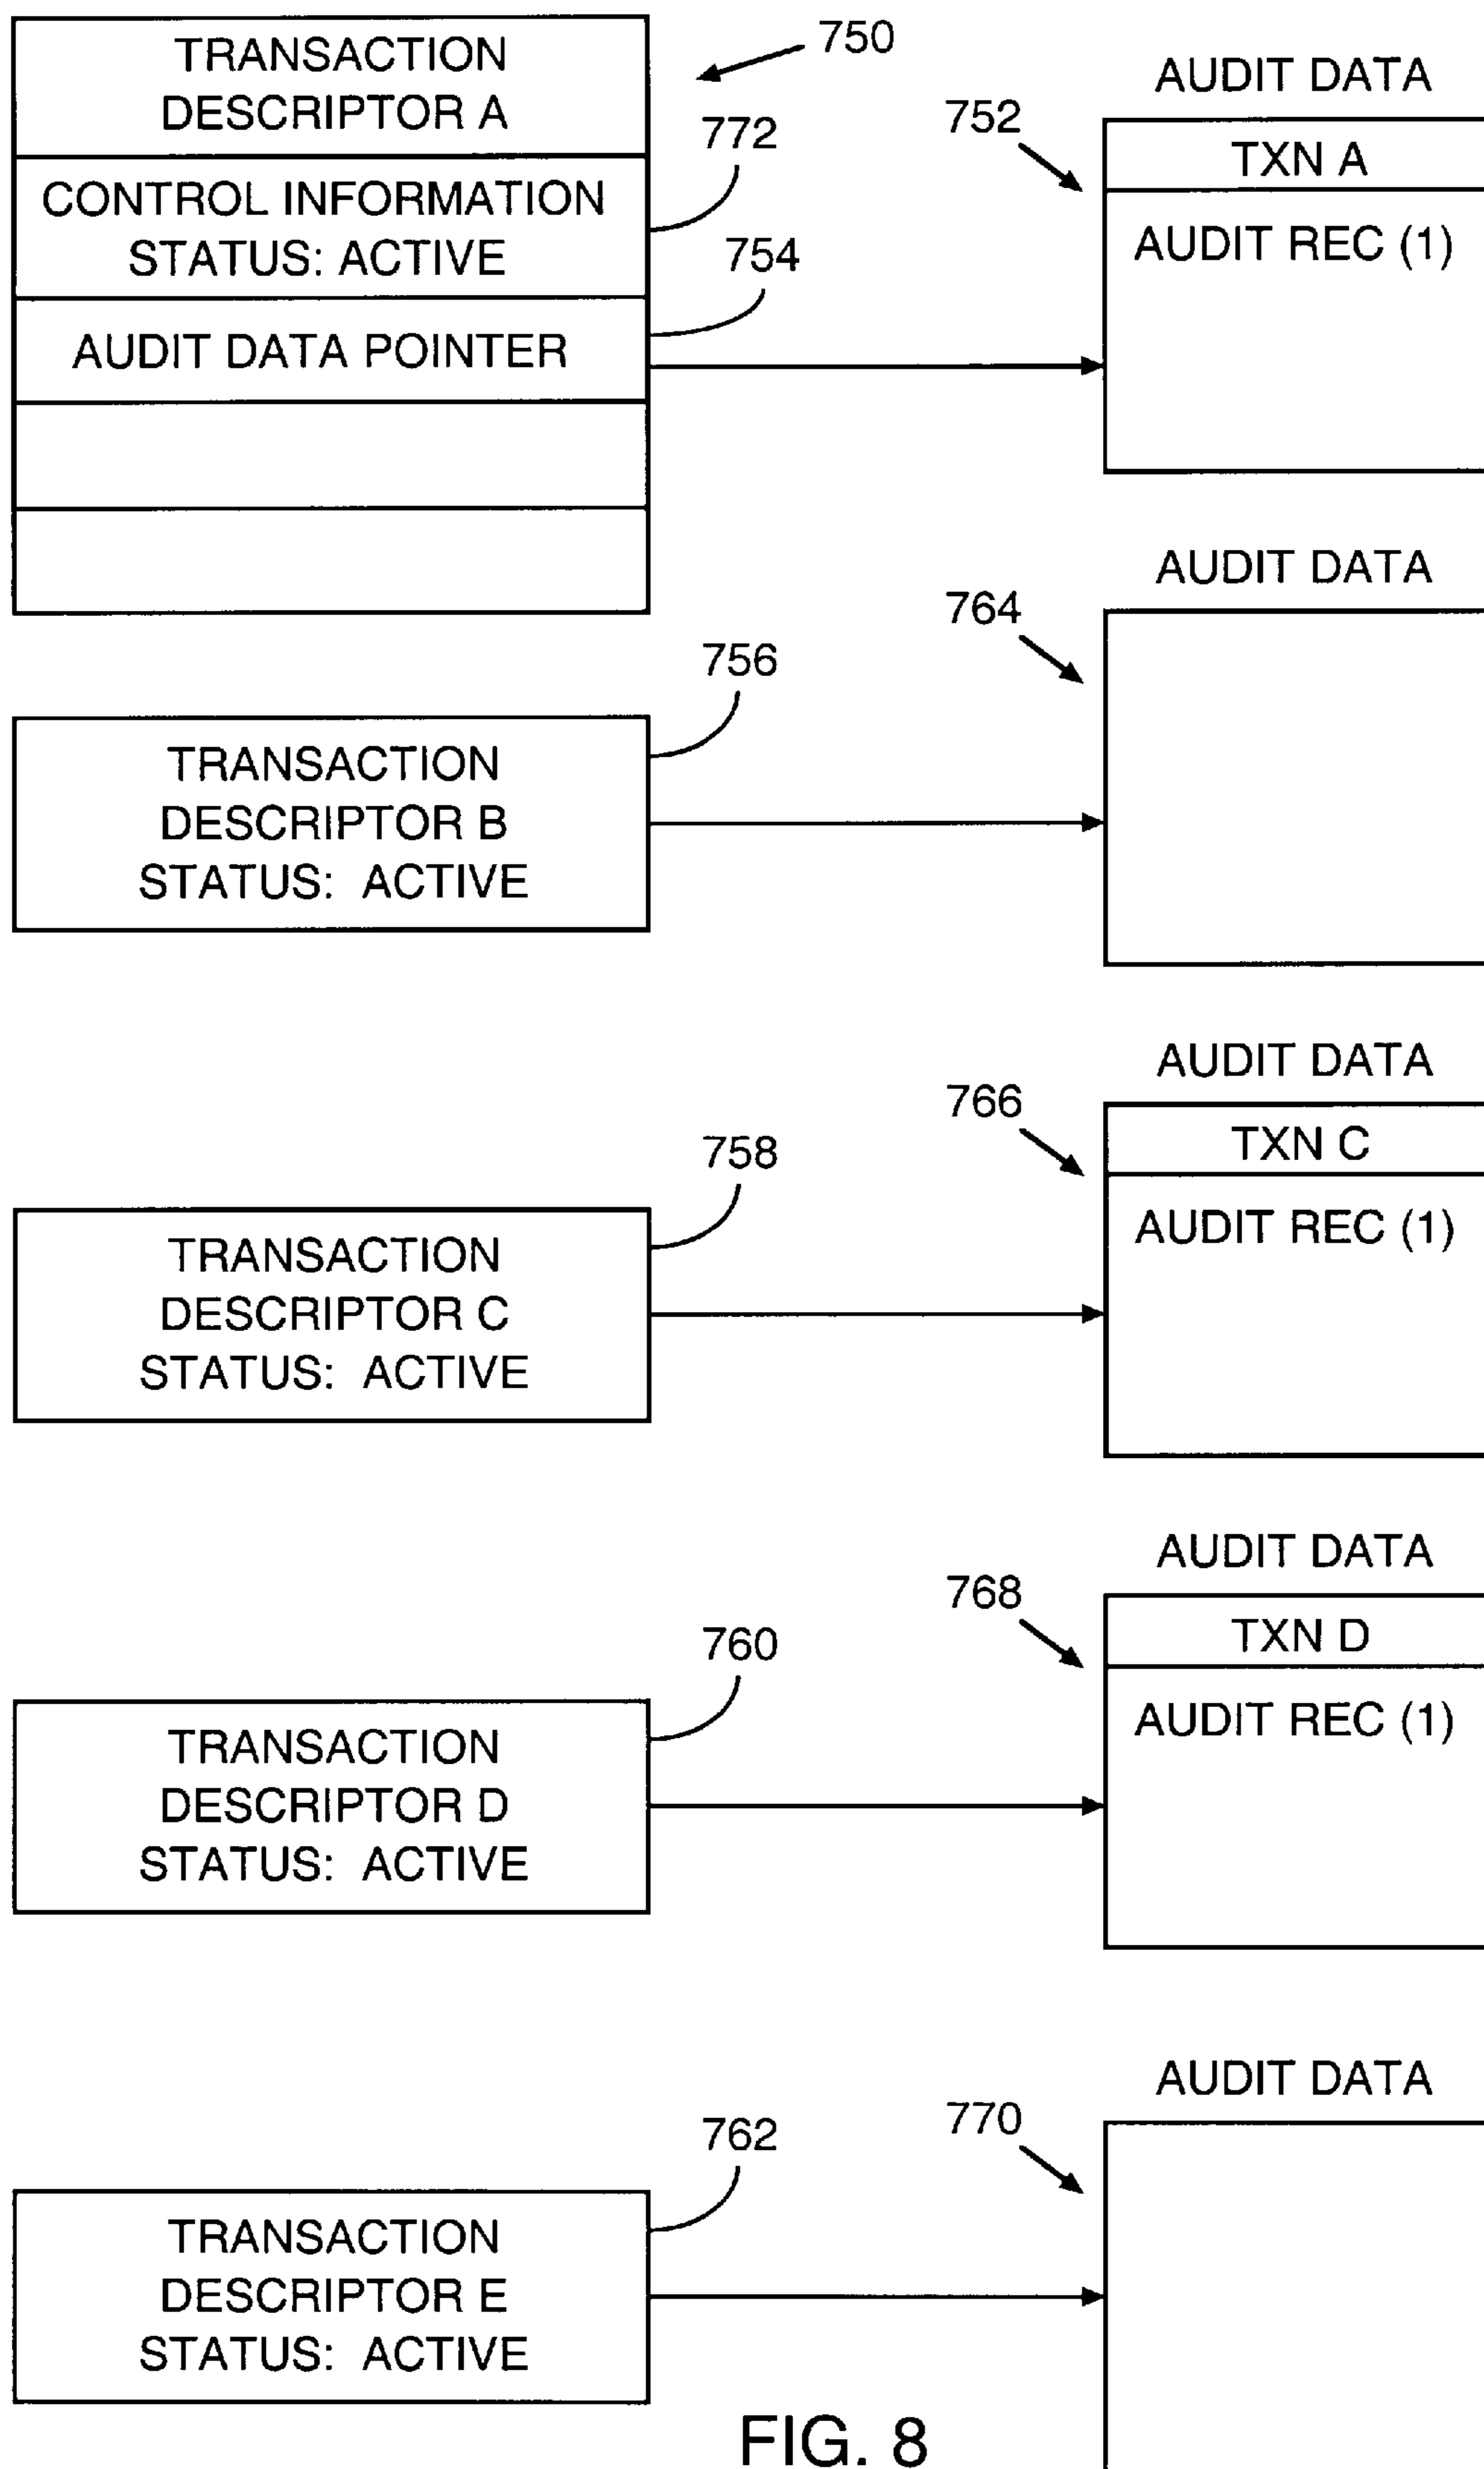 TRANSACTION
DESCRIPTOR A
750
CONTROL INFORMATION
STATUS: ACTIVE
772
AUDIT DATA POINTER
754
AUDIT DATA
752
TXN A
AUDIT REC (1)
AUDIT DATA
764
756
TRANSACTION
DESCRIPTOR B
STATUS: ACTIVE
AUDIT DATA
766
TXN C
AUDIT REC (1)
758
TRANSACTION
DESCRIPTOR C
STATUS: ACTIVE
AUDIT DATA
768
TXN D
AUDIT REC (1)
760
TRANSACTION
DESCRIPTOR D
STATUS: ACTIVE
AUDIT DATA
770
762
TRANSACTION
DESCRIPTOR E
STATUS: ACTIVE
FIG. 8